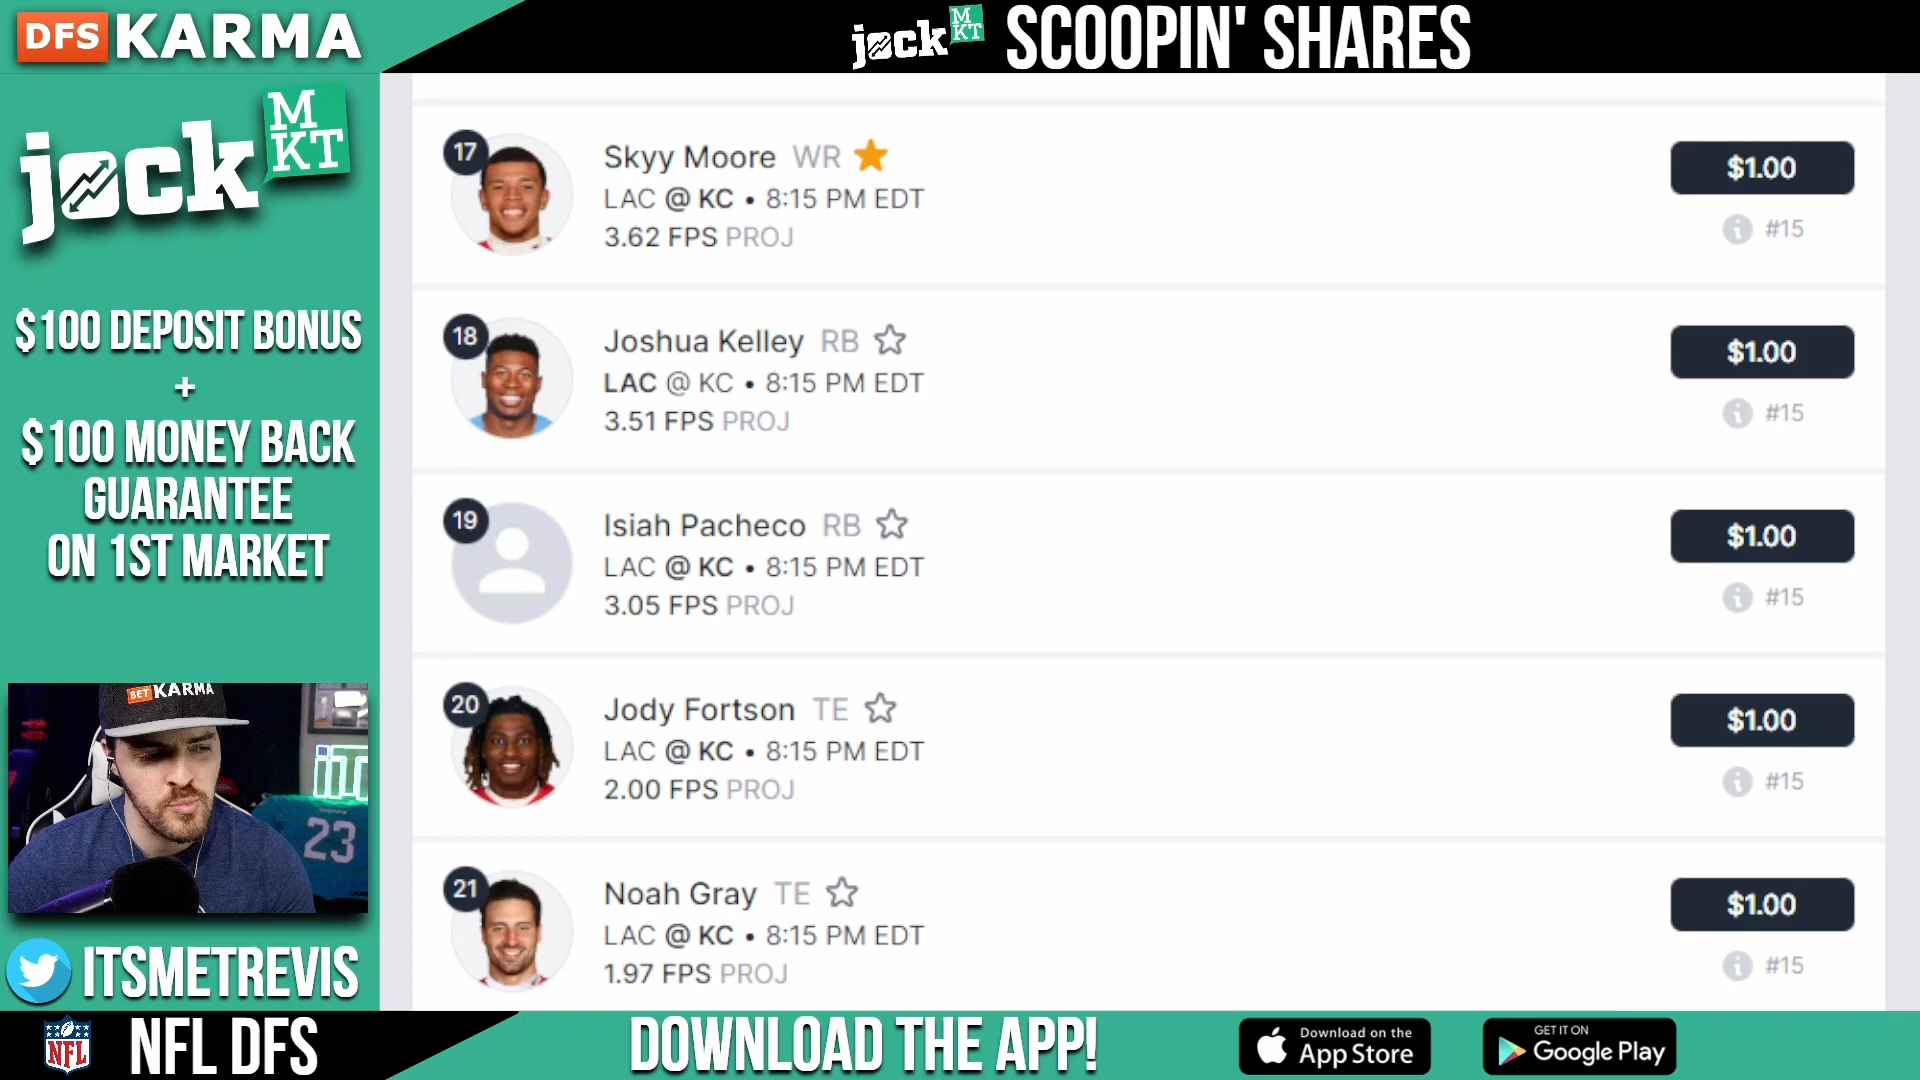 DFS KARMA
jock MKT SCOOPIN' SHARES
jock MKT
$100 DEPOSIT BONUS
+
$100 MONEY BACK
GUARANTEE
ON 1ST MARKET
BET KARMA
23
ITSMETREVIS
NFL NFL DFS
17
Skyy Moore WR
LAC @ KC • 8:15 PM EDT
3.62 FPS PROJ
$1.00
#15
18
Joshua Kelley RB
LAC @ KC • 8:15 PM EDT
3.51 FPS PROJ
$1.00
#15
19
Isiah Pacheco RB
LAC @ KC • 8:15 PM EDT
3.05 FPS PROJ
$1.00
#15
20
Jody Fortson TE
LAC @ KC • 8:15 PM EDT
2.00 FPS PROJ
$1.00
#15
21
Noah Gray TE
LAC @ KC • 8:15 PM EDT
1.97 FPS PROJ
$1.00
#15
DOWNLOAD THE APP!
Download on the
App Store
GET IT ON
Google Play